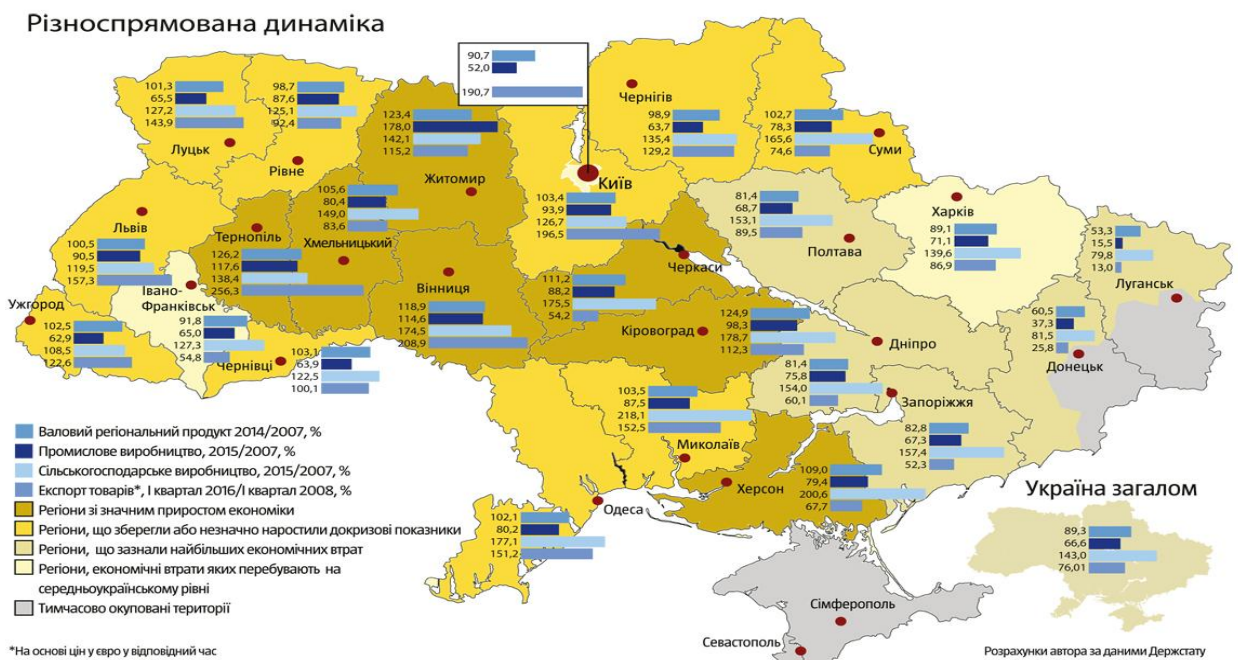 Різноспрямована динаміка
90,7
52,0
190,7
101,3
65,5
127,2
143,9
Луцьк
98,7
87,6
125,1
92,4
Рівне
123,4
178,0
142,1
115,2
Житомир
Київ
103,4
93,9
126,7
196,5
Чернігів
98,9
63,7
135,4
129,2
102,7
78,3
165,6
74,6
Суми
Львів
100,5
90,5
119,5
157,3
Тернопіль
126,2
117,6
138,4
256,3
105,6
80,4
149,0
83,6
Хмельницький
Вінниця
118,9
114,6
174,5
208,9
Черкаси
111,2
88,2
175,5
54,2
Кіровоград
124,9
98,3
178,7
112,3
81,4
68,7
153,1
89,5
Полтава
Харків
89,1
71,1
139,6
86,9
53,3
15,5
79,8
13,0
Луганськ
60,5
37,3
81,5
25,8
Донецьк
Ужгород
102,5
62,9
108,5
122,6
Івано-
Франківськ
91,8
65,0
127,3
54,8
Чернівці
103,1
63,9
122,5
100,1
Дніпро
81,4
75,8
154,0
60,1
Запоріжжя
82,8
67,3
157,4
52,3
103,5
87,5
218,1
152,5
Миколаїв
Херсон
109,0
79,4
200,6
67,7
Одеса
102,1
80,2
177,1
151,2
Сімферополь
Севастополь
Україна загалом
89,3
66,6
143,0
76,01
Валовий регіональний продукт 2014/2007, %
Промислове виробництво, 2015/2007, %
Сільськогосподарське виробництво, 2015/2007, %
Експорт товарів*, I квартал 2016/I квартал 2008, %
Регіони зі значним приростом економіки
Регіони, що зберегли або незначно наростили докризові показники
Регіони, що зазнали найбільших економічних втрат
Регіони, економічні втрати яких перебувають на
середньоукраїнському рівні
Тимчасово окуповані території
*На основі цін у євро у відповідний час
Розрахунки автора за даними Держстату